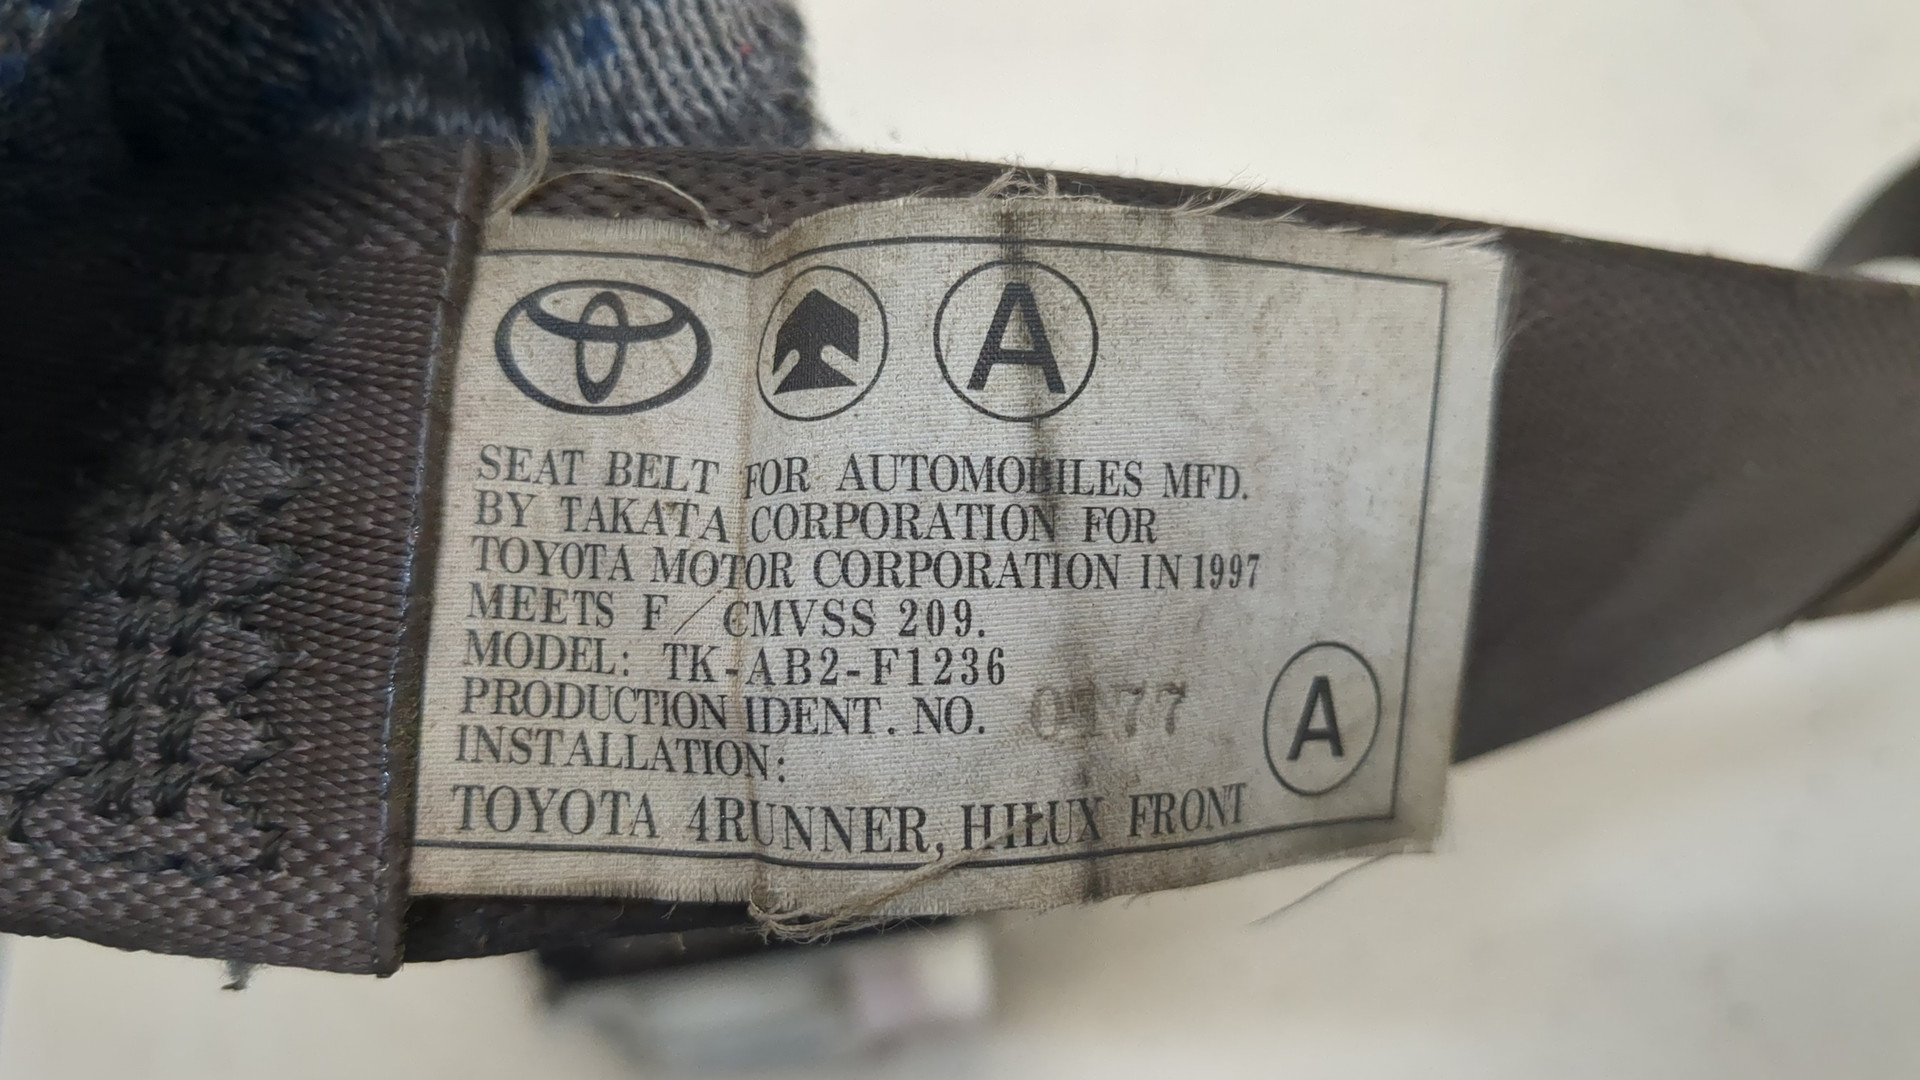 A
SEAT BELT FOR AUTOMOBILES MFD.
BY TAKATA CORPORATION FOR
TOYOTA MOTOR CORPORATION IN 1997
MEETS F/CMVSS 209.
MODEL: TK-AB2-F1236
PRODUCTION IDENT. NO.
A
INSTALLATION:
TOYOTA 4RUNNER, HILUX FRONT